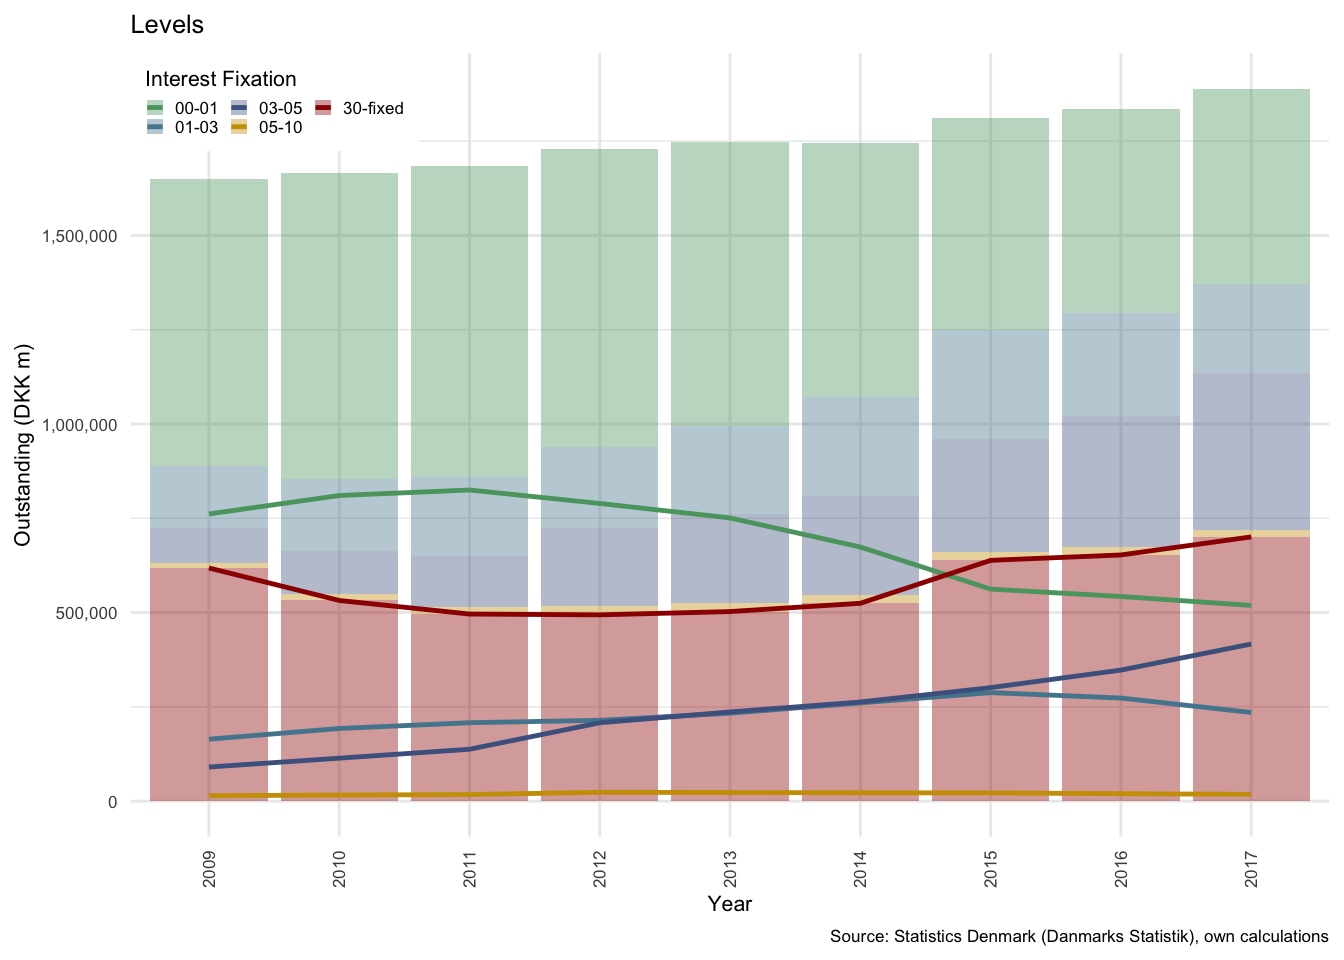 Levels
Interest Fixation
00-01 03-05 30-fixed
01-03 05-10
1,500,000
1,000,000
500,000
0
Outstanding (DKK m)
2009 2010 2011 2012 2013 2014 2015 2016 2017
Year
Source: Statistics Denmark (Danmarks Statistik), own calculations